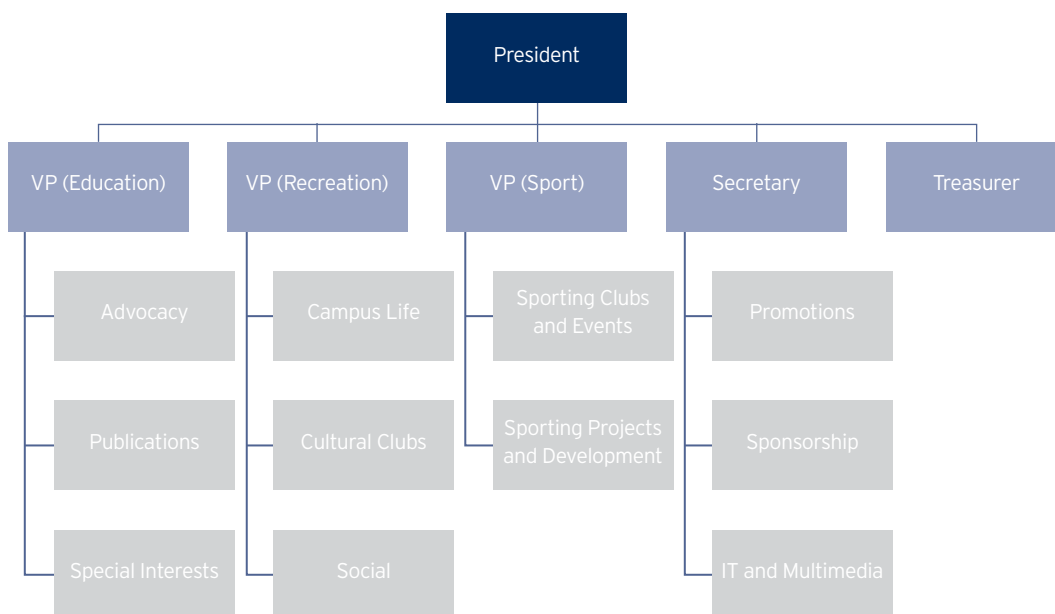 President
VP (Education)
VP (Recreation)
VP (Sport)
Secretary
Treasurer
Advocacy
Campus Life
Sporting Clubs
and Events
Promotions
Publications
Cultural Clubs
Sporting Projects
and Development
Sponsorship
Special Interests
Social
IT and Multimedia